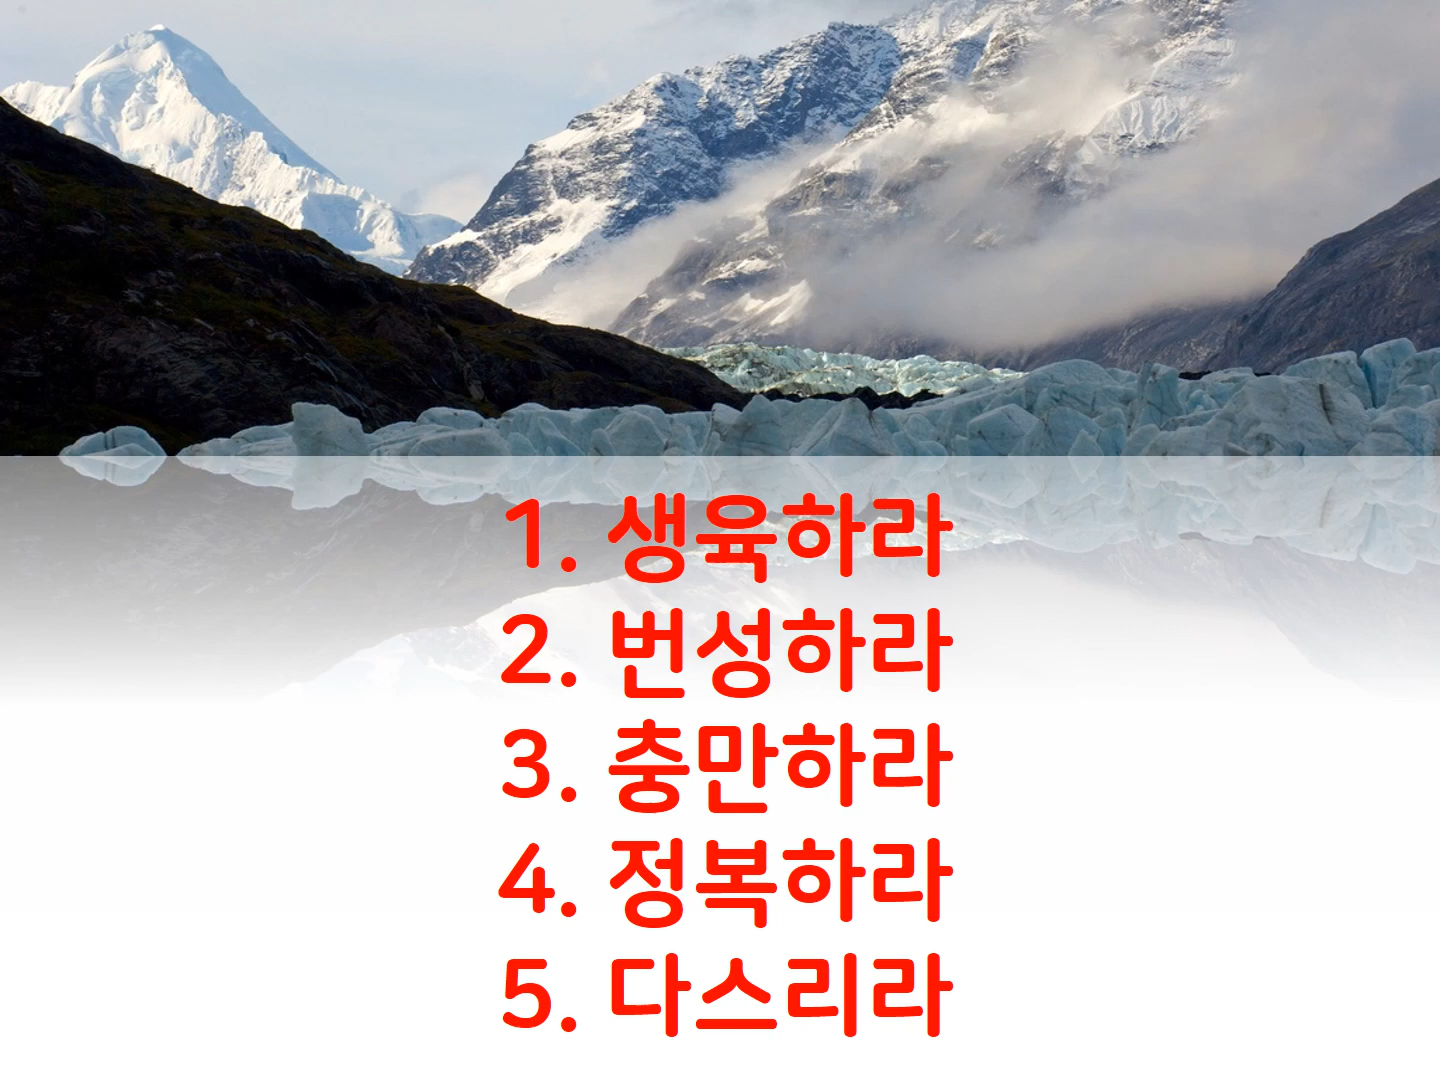 1. 생육하라
2. 번성하라
3. 충만하라
4. 정복하라
5. 다스리라